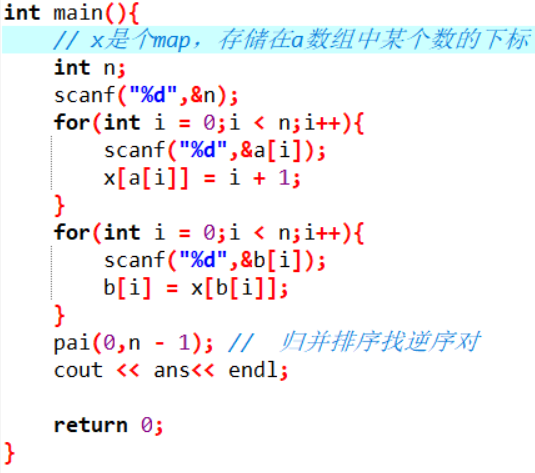 int main(){
    // x是个map，存储在a数组中某个数的下标
    int n;
    scanf("%d",&n);
    for(int i = 0;i < n;i++){
        scanf("%d",&a[i]);
        x[a[i]] = i + 1;
    }
    for(int i = 0;i < n;i++){
        scanf("%d",&b[i]);
        b[i] = x[b[i]];
    }
    pai(0,n - 1); //  归并排序找逆序对
    cout << ans<< endl;

    return 0;
}